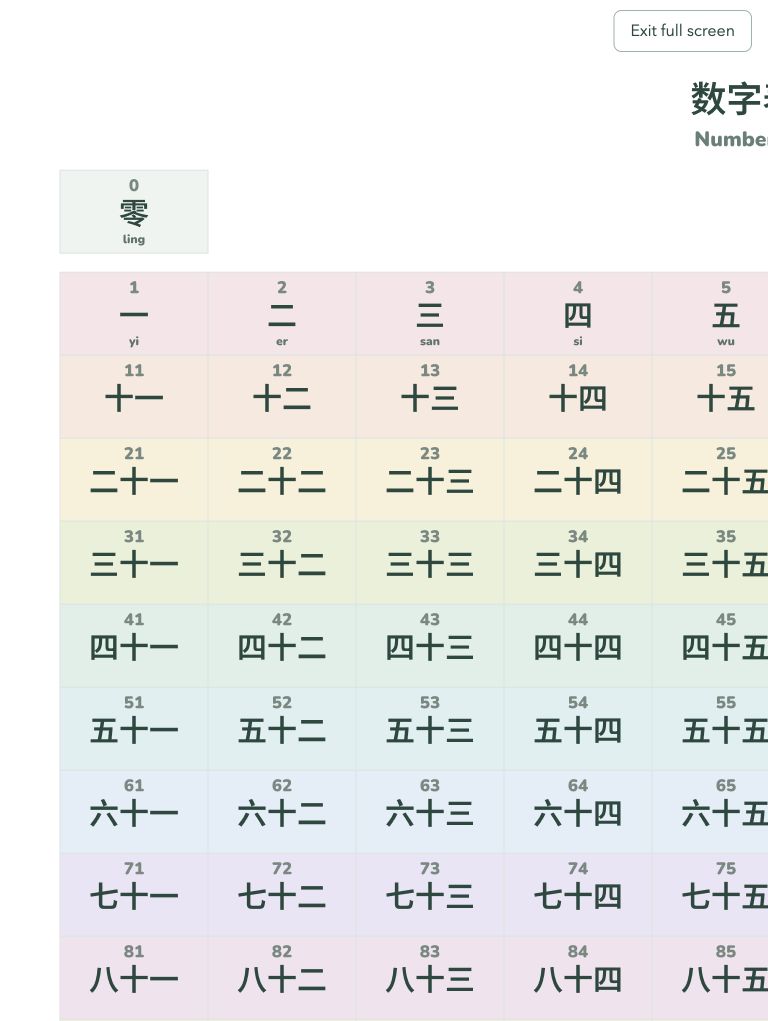 Exit full screen
数字
Number
0
零
ling
1 2 3 4 5
一 二 三 四 五
yi er san si wu
11 12 13 14 15
十一 十二 十三 十四 十五
21 22 23 24 25
二十一 二十二 二十三 二十四 二十五
31 32 33 34 35
三十一 三十二 三十三 三十四 三十五
41 42 43 44 45
四十一 四十二 四十三 四十四 四十五
51 52 53 54 55
五十一 五十二 五十三 五十四 五十五
61 62 63 64 65
六十一 六十二 六十三 六十四 六十五
71 72 73 74 75
七十一 七十二 七十三 七十四 七十五
81 82 83 84 85
八十一 八十二 八十三 八十四 八十五